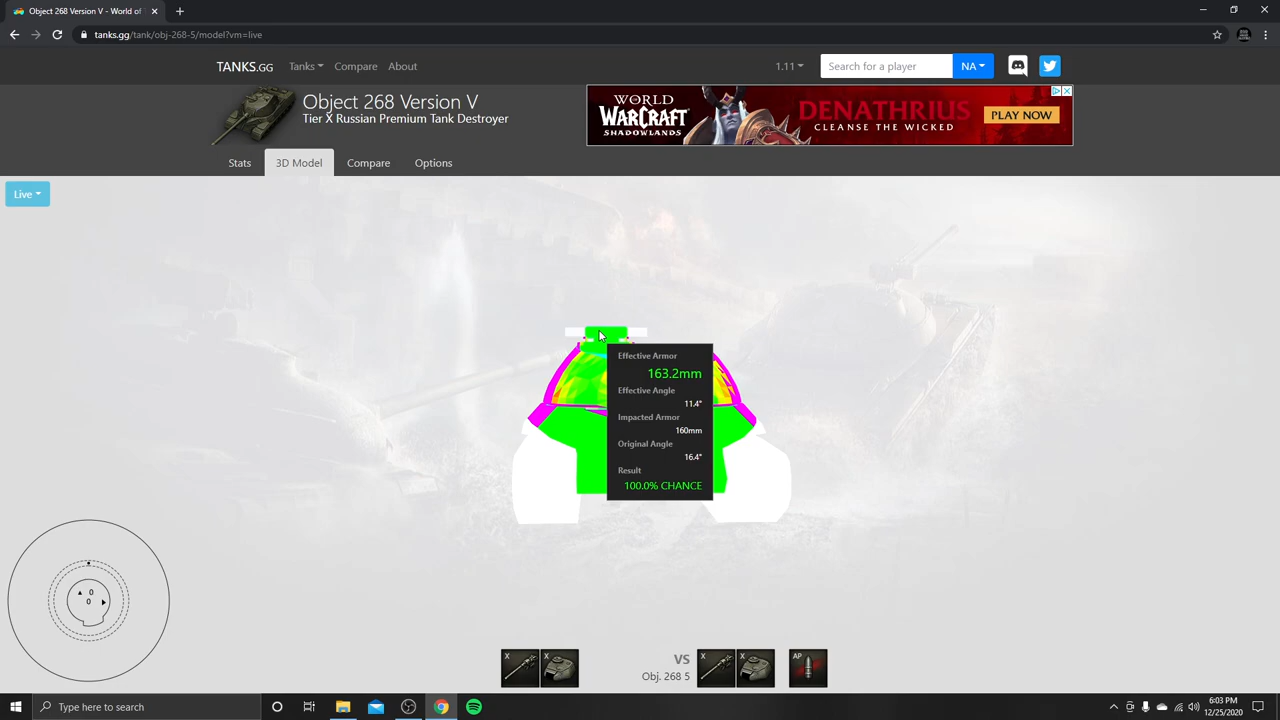 Object 268 Version V - World of T
tanks.gg/tank/obj-268-5/model?vm=live
TANKS.GG
Tanks
Compare
About
1.11
Search for a player
NA
Object 268 Version V
Tier X Russian Premium Tank Destroyer
WORLD
OF
WARCRAFT
SHADOWLANDS
DENATHRIUS
CLEANSE THE WICKED
PLAY NOW
Stats
3D Model
Compare
Options
Live
Effective Armor
163.2mm
Effective Angle
11.4°
Impacted Armor
160mm
Original Angle
16.4°
Result
100.0% CHANCE
0
0
X
X
VS
Obj. 268 5
X
X
AP
Type here to search
6:03 PM
12/25/2020